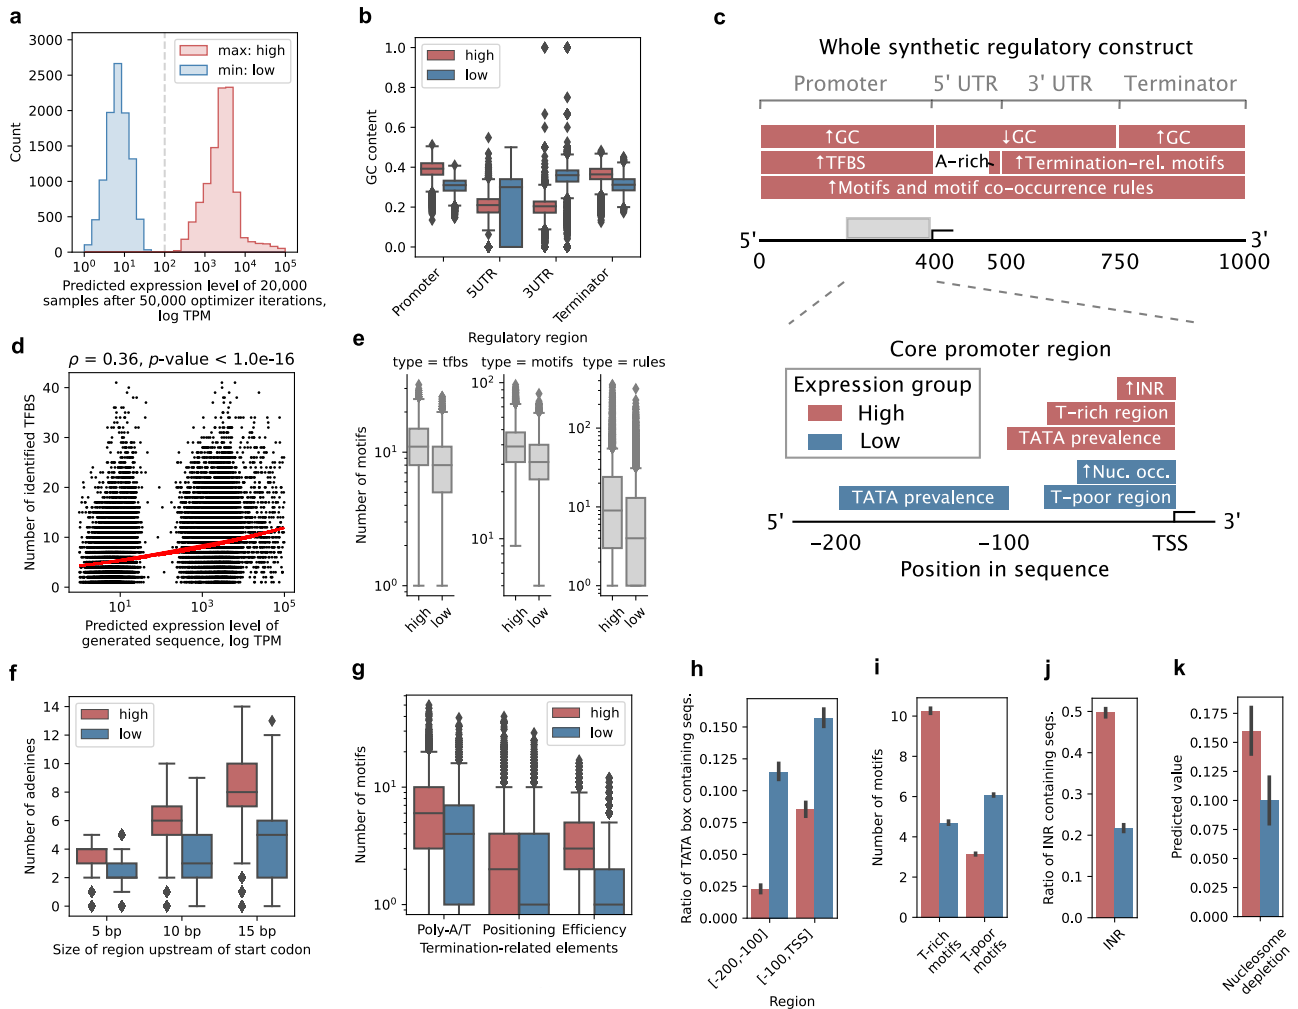 a
3000
2500
2000
1500
1000
500
0
Count
max: high
min: low
10⁰
10¹
10²
10³
10⁴
10⁵
Predicted expression level of 20,000
samples after 50,000 optimizer iterations,
log TPM
b
1.0
0.8
0.6
0.4
0.2
0.0
GC content
high
low
Promoter
5UTR
3UTR
Terminator
Regulatory region
c
Whole synthetic regulatory construct
Promoter
5' UTR
3' UTR
Terminator
↑GC
↓GC
↑GC
↑TFBS
A-rich
↑Termination-rel. motifs
↑Motifs and motif co-occurrence rules
5'
3'
0
400
500
750
1000
Core promoter region
Expression group
High
Low
↑INR
T-rich region
TATA prevalence
↑Nuc. occ.
TATA prevalence
T-poor region
5'
3'
−200
−100
TSS
Position in sequence
d
ρ = 0.36, p-value < 1.0e-16
40
35
30
25
20
15
10
5
0
Number of identified TFBS
10¹
10³
10⁵
Predicted expression level of
generated sequence, log TPM
e
type = tfbs
type = motifs
type = rules
Number of motifs
10¹
10⁰
10²
10¹
10²
10¹
10⁰
high
low
high
low
high
low
f
14
12
10
8
6
4
2
0
Number of adenines
high
low
5 bp
10 bp
15 bp
Size of region upstream of start codon
g
10¹
10⁰
Number of motifs
high
low
Poly-A/T
Positioning
Efficiency
Termination-related elements
h
0.150
0.125
0.100
0.075
0.050
0.025
0.000
Ratio of TATA box containing seqs.
[-200,-100]
[-100,TSS]
Region
i
10
8
6
4
2
0
Number of motifs
T-rich
motifs
T-poor
motifs
j
0.5
0.4
0.3
0.2
0.1
0.0
Ratio of INR containing seqs.
INR
k
0.175
0.150
0.125
0.100
0.075
0.050
0.025
0.000
Predicted value
Nucleosome
depletion